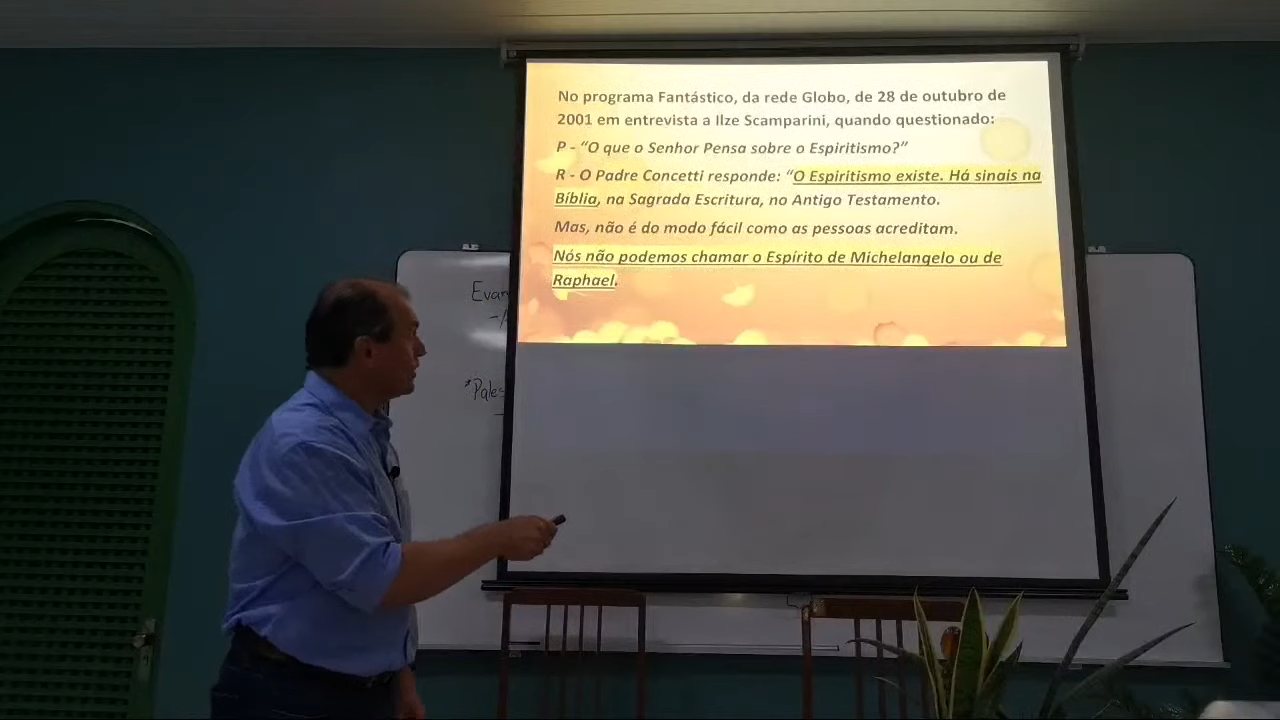 No programa Fantástico, da rede Globo, de 28 de outubro de
2001 em entrevista a Ilze Scamparini, quando questionado:
P - “O que o Senhor Pensa sobre o Espiritismo?”
R - O Padre Concetti responde: “O Espiritismo existe. Há sinais na
Bíblia, na Sagrada Escritura, no Antigo Testamento.
Mas, não é do modo fácil como as pessoas acreditam.
Nós não podemos chamar o Espírito de Michelangelo ou de
Raphael.